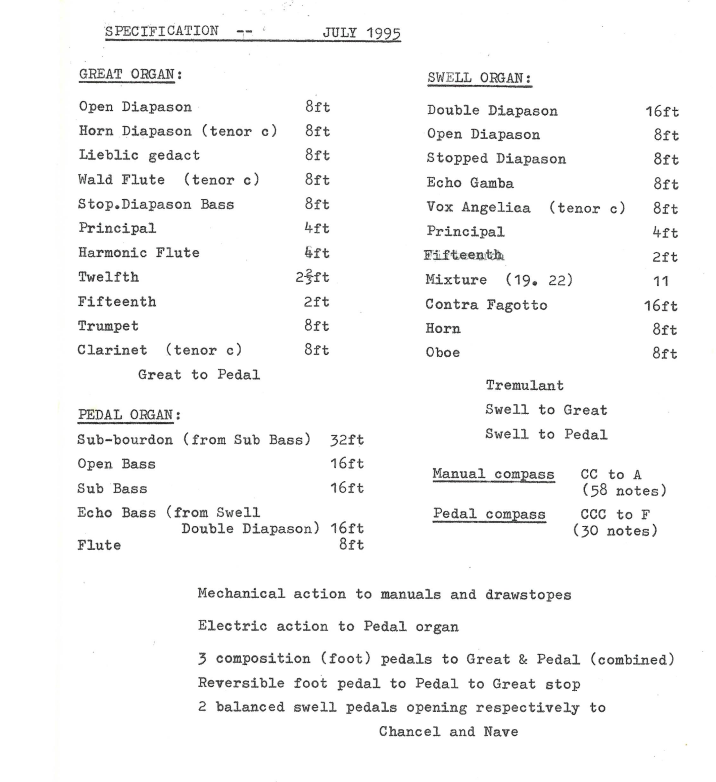 SPECIFICATION -- JULY 1995
GREAT ORGAN:
Open Diapason 8ft
Horn Diapason (tenor c) 8ft
Lieblic gedact 8ft
Wald Flute (tenor c) 8ft
Stop.Diapason Bass 8ft
Principal 4ft
Harmonic Flute 4ft
Twelfth 2⅔ft
Fifteenth 2ft
Trumpet 8ft
Clarinet (tenor c) 8ft
Great to Pedal
PEDAL ORGAN:
Sub-bourdon (from Sub Bass) 32ft
Open Bass 16ft
Sub Bass 16ft
Echo Bass (from Swell
Double Diapason) 16ft
Flute 8ft
SWELL ORGAN:
Double Diapason 16ft
Open Diapason 8ft
Stopped Diapason 8ft
Echo Gamba 8ft
Vox Angelica (tenor c) 8ft
Principal 4ft
Fifteenth 2ft
Mixture (19. 22) 11
Contra Fagotto 16ft
Horn 8ft
Oboe 8ft
Tremulant
Swell to Great
Swell to Pedal
Manual compass CC to A
(58 notes)
Pedal compass CCC to F
(30 notes)
Mechanical action to manuals and drawstopes
Electric action to Pedal organ
3 composition (foot) pedals to Great & Pedal (combined)
Reversible foot pedal to Pedal to Great stop
2 balanced swell pedals opening respectively to
Chancel and Nave